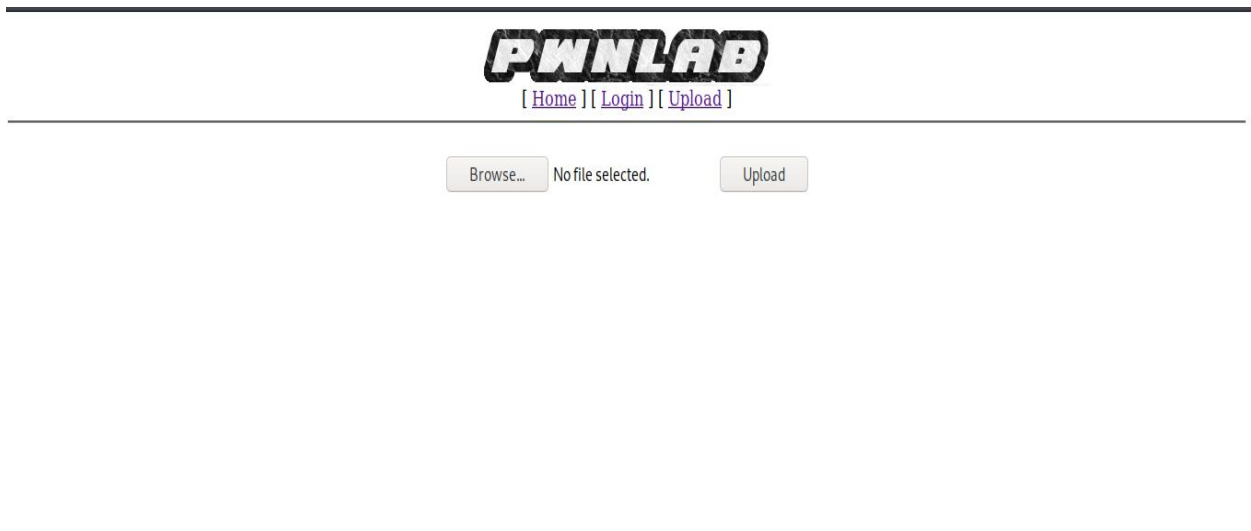 PWNLAB
[ Home ] [ Login ] [ Upload ]
Browse... No file selected. Upload